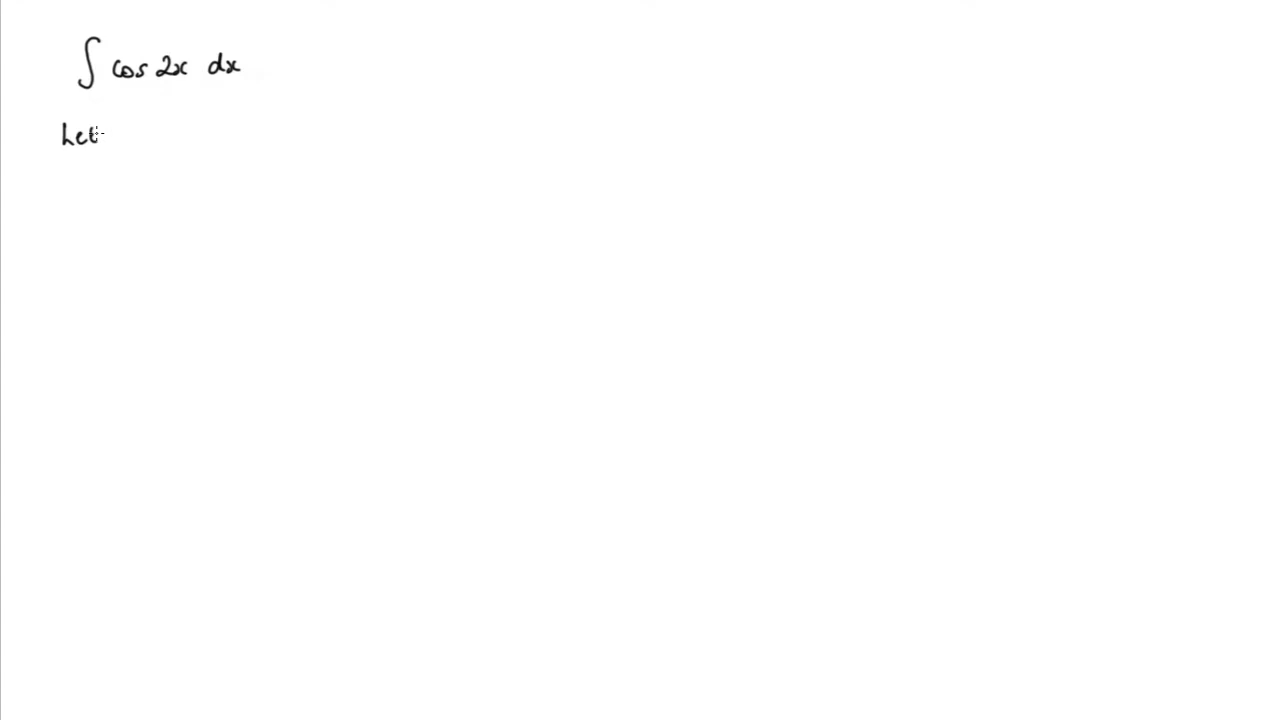 ∫ cos 2x dx
Let